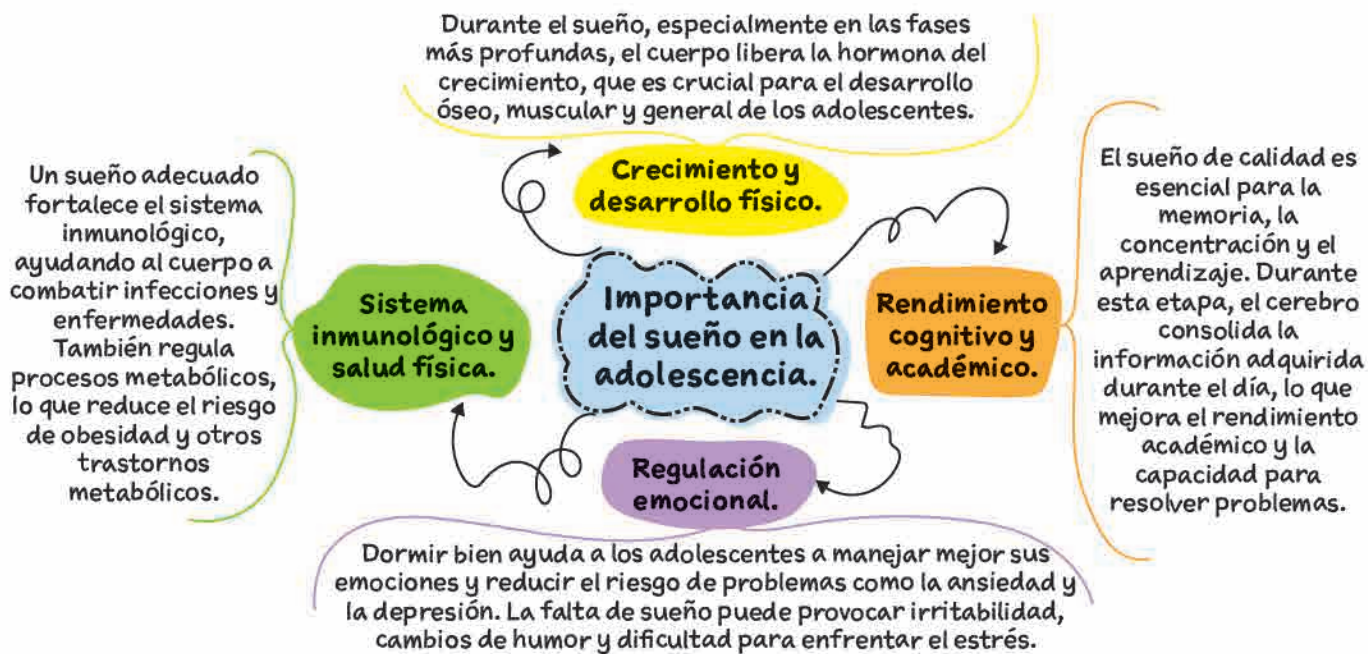 Durante el sueño, especialmente en las fases
más profundas, el cuerpo libera la hormona del
crecimiento, que es crucial para el desarrollo
óseo, muscular y general de los adolescentes.
Crecimiento y
desarrollo físico.
Un sueño adecuado
fortalece el sistema
inmunológico,
ayudando al cuerpo a
combatir infecciones y
enfermedades.
También regula
procesos metabólicos,
lo que reduce el riesgo
de obesidad y otros
trastornos
metabólicos.
Sistema
inmunológico y
salud física.
Importancia
del sueño en la
adolescencia.
Rendimiento
cognitivo y
académico.
El sueño de calidad es
esencial para la
memoria, la
concentración y el
aprendizaje. Durante
esta etapa, el cerebro
consolida la
información adquirida
durante el día, lo que
mejora el rendimiento
académico y la
capacidad para
resolver problemas.
Regulación
emocional.
Dormir bien ayuda a los adolescentes a manejar mejor sus
emociones y reducir el riesgo de problemas como la ansiedad y
la depresión. La falta de sueño puede provocar irritabilidad,
cambios de humor y dificultad para enfrentar el estrés.